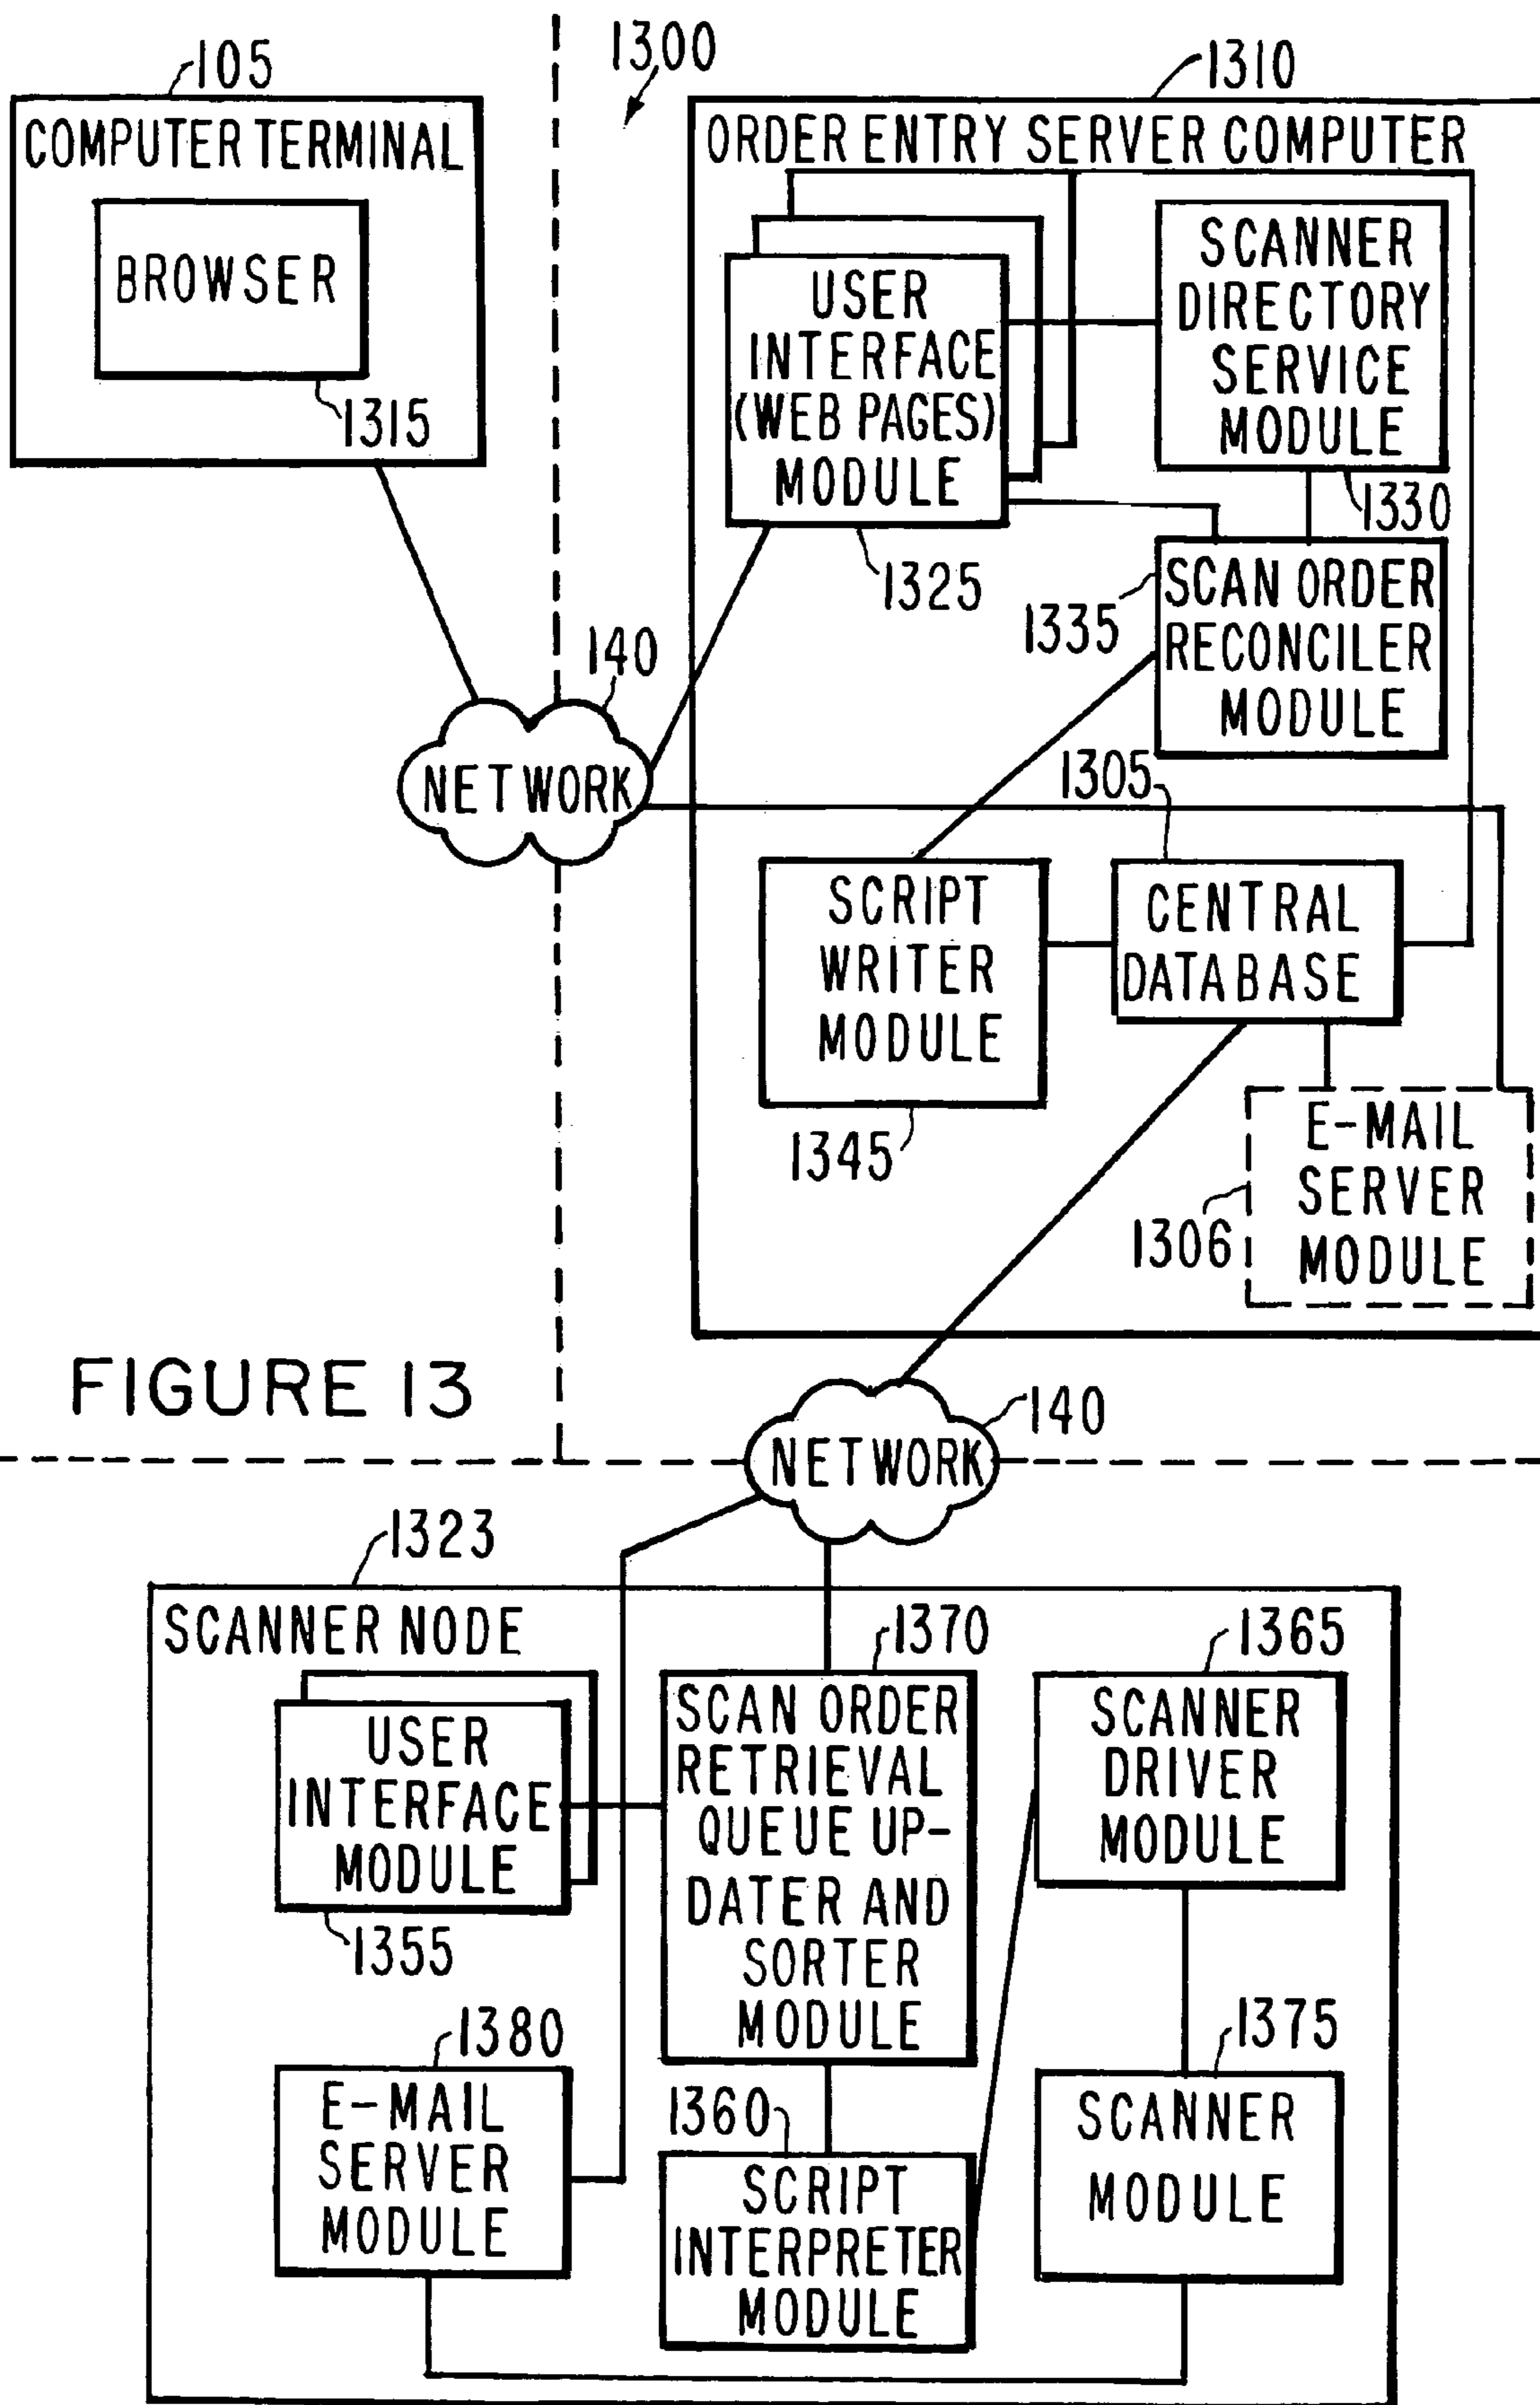 105
COMPUTER TERMINAL
BROWSER
1315
1300
1310
ORDER ENTRY SERVER COMPUTER
USER
INTERFACE
(WEB PAGES)
MODULE
1325
SCANNER
DIRECTORY
SERVICE
MODULE
1330
1335
SCAN ORDER
RECONCILER
MODULE
140
NETWORK
1305
SCRIPT
WRITER
MODULE
1345
CENTRAL
DATABASE
E-MAIL
SERVER
MODULE
1306
FIGURE 13
140
NETWORK
1323
SCANNER NODE
USER
INTERFACE
MODULE
1355
1370
SCAN ORDER
RETRIEVAL
QUEUE UP-
DATER AND
SORTER
MODULE
1365
SCANNER
DRIVER
MODULE
1380
E-MAIL
SERVER
MODULE
1360
SCRIPT
INTERPRETER
MODULE
1375
SCANNER
MODULE